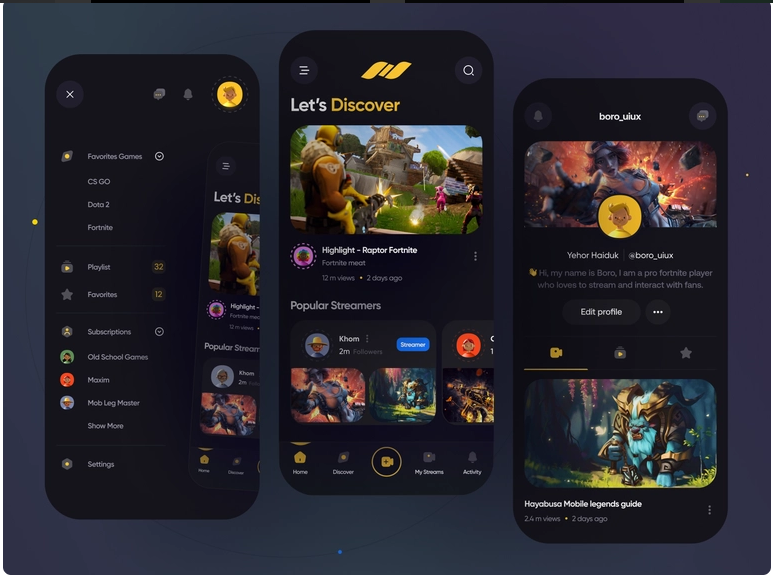 Favorites Games
CS GO
Dota 2
Fortnite
Playlist 32
Favorites 12
Subscriptions
Old School Games
Maxim
Mob Leg Master
Show More
Settings
Let's Dis
Highlight -
Fortnite meat
12 m views
Popular Stream
Khom
2m
Home
Discover
Let's Discover
Highlight - Raptor Fortnite
Fortnite meat
12 m views • 2 days ago
Popular Streamers
Khom
2m Followers
Streamer
Home
Discover
My Streams
Activity
boro_uiux
Yehor Haiduk | @boro_uiux
👋 Hi, my name is Boro, I am a pro fortnite player
who loves to stream and interact with fans.
Edit profile
Hayabusa Mobile legends guide
2.4 m views • 2 days ago